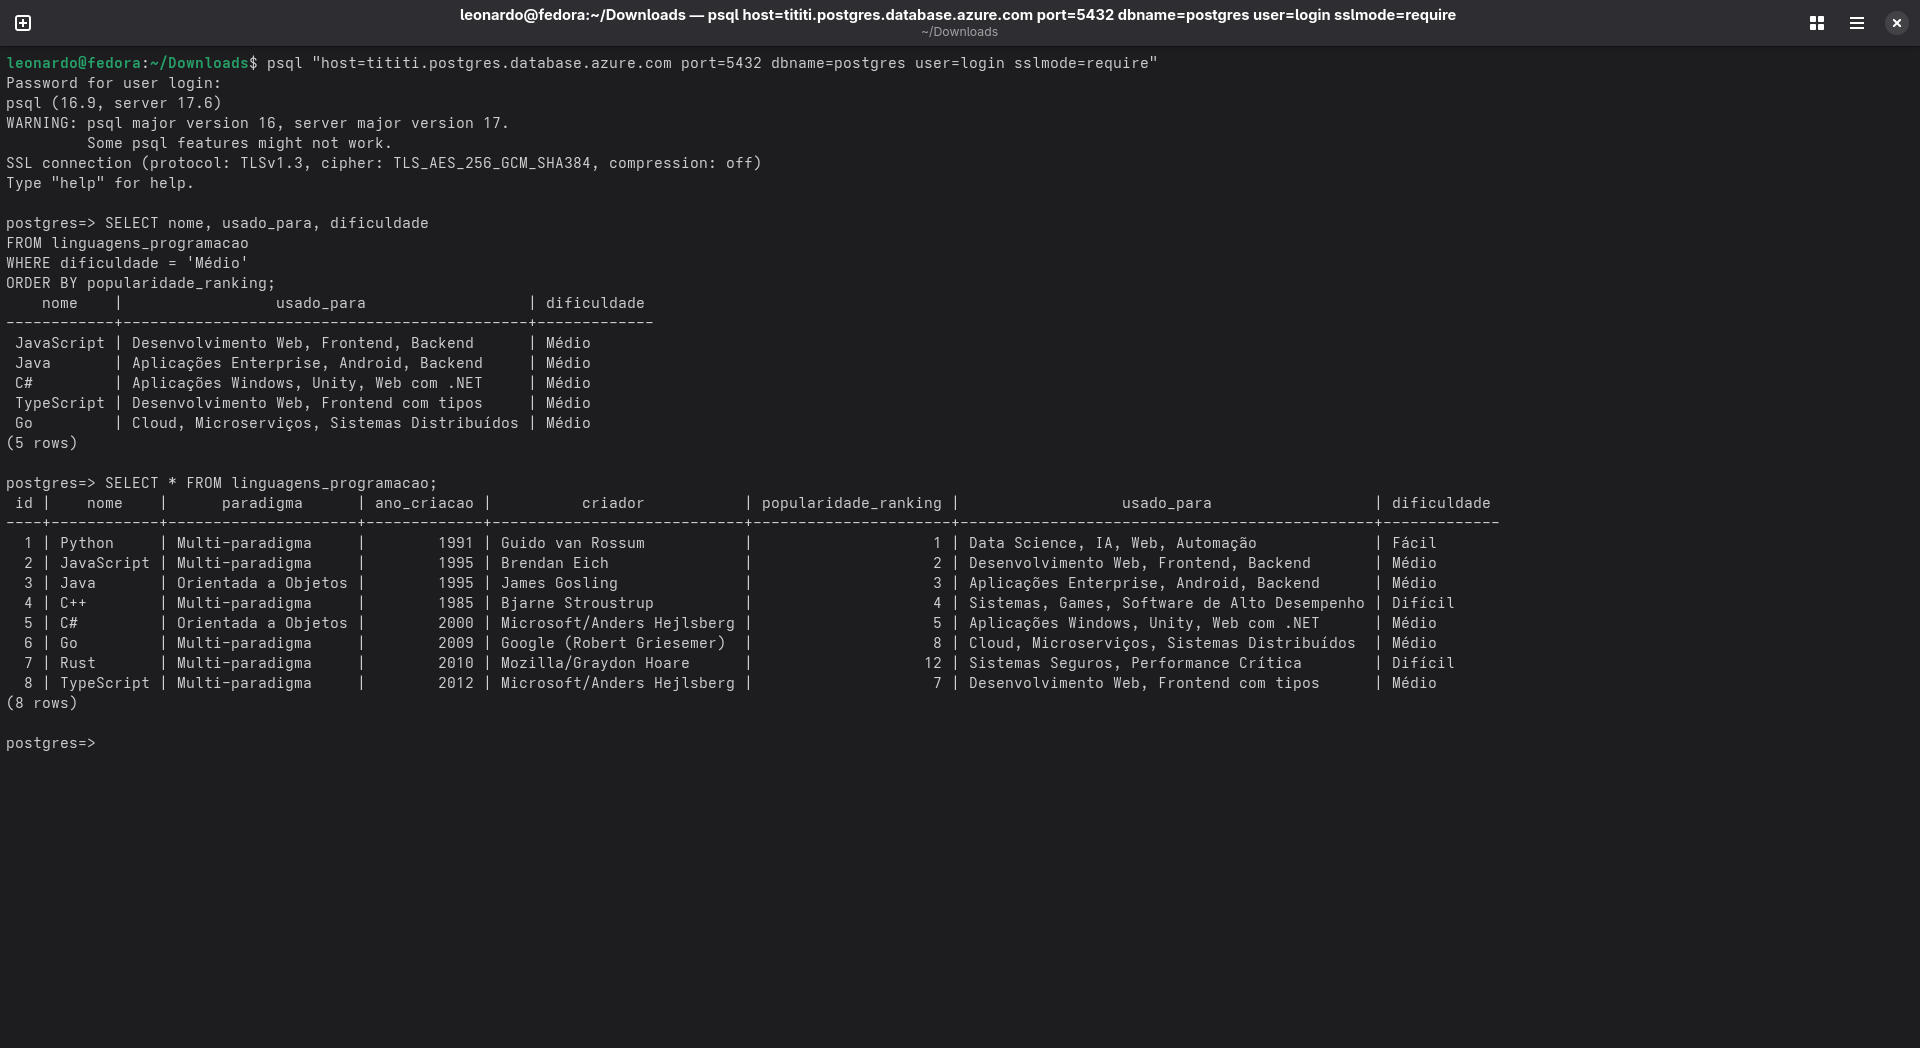 leonardo@fedora:~/Downloads — psql host=tititi.postgres.database.azure.com port=5432 dbname=postgres user=login sslmode=require
~/Downloads
leonardo@fedora:~/Downloads$ psql "host=tititi.postgres.database.azure.com port=5432 dbname=postgres user=login sslmode=require"
Password for user login:
psql (16.9, server 17.6)
WARNING: psql major version 16, server major version 17.
         Some psql features might not work.
SSL connection (protocol: TLSv1.3, cipher: TLS_AES_256_GCM_SHA384, compression: off)
Type "help" for help.

postgres=> SELECT nome, usado_para, dificuldade
FROM linguagens_programacao
WHERE dificuldade = 'Médio'
ORDER BY popularidade_ranking;
    nome    |                 usado_para                  | dificuldade
------------+---------------------------------------------+-------------
 JavaScript | Desenvolvimento Web, Frontend, Backend      | Médio
 Java       | Aplicações Enterprise, Android, Backend     | Médio
 C#         | Aplicações Windows, Unity, Web com .NET     | Médio
 TypeScript | Desenvolvimento Web, Frontend com tipos     | Médio
 Go         | Cloud, Microserviços, Sistemas Distribuídos | Médio
(5 rows)

postgres=> SELECT * FROM linguagens_programacao;
 id |    nome    |      paradigma      | ano_criacao |          criador           | popularidade_ranking |                  usado_para                  | dificuldade
----+------------+---------------------+-------------+----------------------------+----------------------+----------------------------------------------+-------------
  1 | Python     | Multi-paradigma     |        1991 | Guido van Rossum           |                    1 | Data Science, IA, Web, Automação             | Fácil
  2 | JavaScript | Multi-paradigma     |        1995 | Brendan Eich               |                    2 | Desenvolvimento Web, Frontend, Backend       | Médio
  3 | Java       | Orientada a Objetos |        1995 | James Gosling              |                    3 | Aplicações Enterprise, Android, Backend      | Médio
  4 | C++        | Multi-paradigma     |        1985 | Bjarne Stroustrup          |                    4 | Sistemas, Games, Software de Alto Desempenho | Difícil
  5 | C#         | Orientada a Objetos |        2000 | Microsoft/Anders Hejlsberg |                    5 | Aplicações Windows, Unity, Web com .NET      | Médio
  6 | Go         | Multi-paradigma     |        2009 | Google (Robert Griesemer)  |                    8 | Cloud, Microserviços, Sistemas Distribuídos  | Médio
  7 | Rust       | Multi-paradigma     |        2010 | Mozilla/Graydon Hoare      |                   12 | Sistemas Seguros, Performance Crítica        | Difícil
  8 | TypeScript | Multi-paradigma     |        2012 | Microsoft/Anders Hejlsberg |                    7 | Desenvolvimento Web, Frontend com tipos      | Médio
(8 rows)

postgres=>